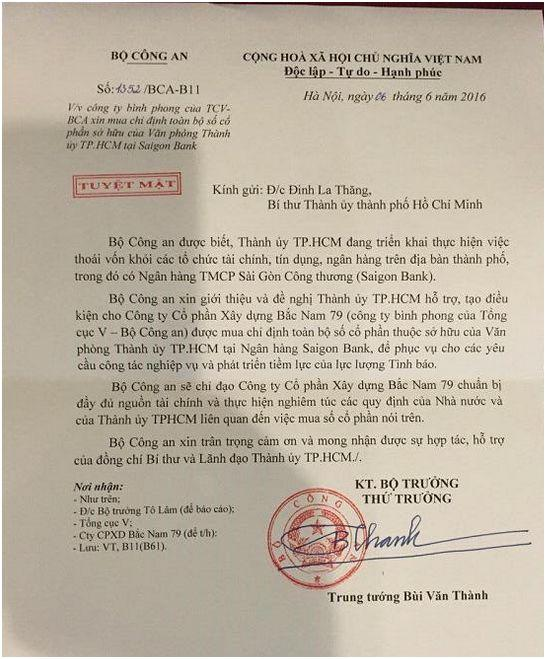 BỘ CÔNG AN
CỘNG HOÀ XÃ HỘI CHỦ NGHĨA VIỆT NAM
Độc lập - Tự do - Hạnh phúc
Số: 1352 /BCA-B11
Hà Nội, ngày 06 tháng 6 năm 2016
V/v công ty bình phong của TCV-
BCA xin mua chỉ định toàn bộ số cổ
phần sở hữu của Văn phòng Thành
ủy TP.HCM tại Saigon Bank
TUYỆT MẬT
Kính gửi: Đ/c Đinh La Thăng,
Bí thư Thành ủy thành phố Hồ Chí Minh
Bộ Công an được biết, Thành ủy TP.HCM đang triển khai thực hiện việc
thoái vốn khỏi các tổ chức tài chính, tín dụng, ngân hàng trên địa bàn thành phố,
trong đó có Ngân hàng TMCP Sài Gòn Công thương (Saigon Bank).
Bộ Công an xin giới thiệu và đề nghị Thành ủy TP.HCM hỗ trợ, tạo điều
kiện cho Công ty Cổ phần Xây dựng Bắc Nam 79 (công ty bình phong của Tổng
cục V – Bộ Công an) được mua chỉ định toàn bộ số cổ phần thuộc sở hữu của Văn
phòng Thành ủy TP.HCM tại Ngân hàng Saigon Bank, để phục vụ cho các yêu
cầu công tác nghiệp vụ và phát triển tiềm lực của lực lượng Tình báo.
Bộ Công an sẽ chỉ đạo Công ty Cổ phần Xây dựng Bắc Nam 79 chuẩn bị
đầy đủ nguồn tài chính và thực hiện nghiêm túc các quy định của Nhà nước và
của Thành ủy TPHCM liên quan đến việc mua số cổ phần nói trên.
Bộ Công an xin trân trọng cảm ơn và mong nhận được sự hợp tác, hỗ trợ
của đồng chí Bí thư và Lãnh đạo Thành ủy TP.HCM./.
Nơi nhận:
- Như trên;
- Đ/c Bộ trưởng Tô Lâm (để báo cáo);
- Tổng cục V;
- Cty CPXD Bắc Nam 79 (để t/h):
- Lưu: VT, B11(B61).
KT. BỘ TRƯỞNG
THỨ TRƯỞNG
BỘ CÔNG AN
BThanh
Trung tướng Bùi Văn Thành